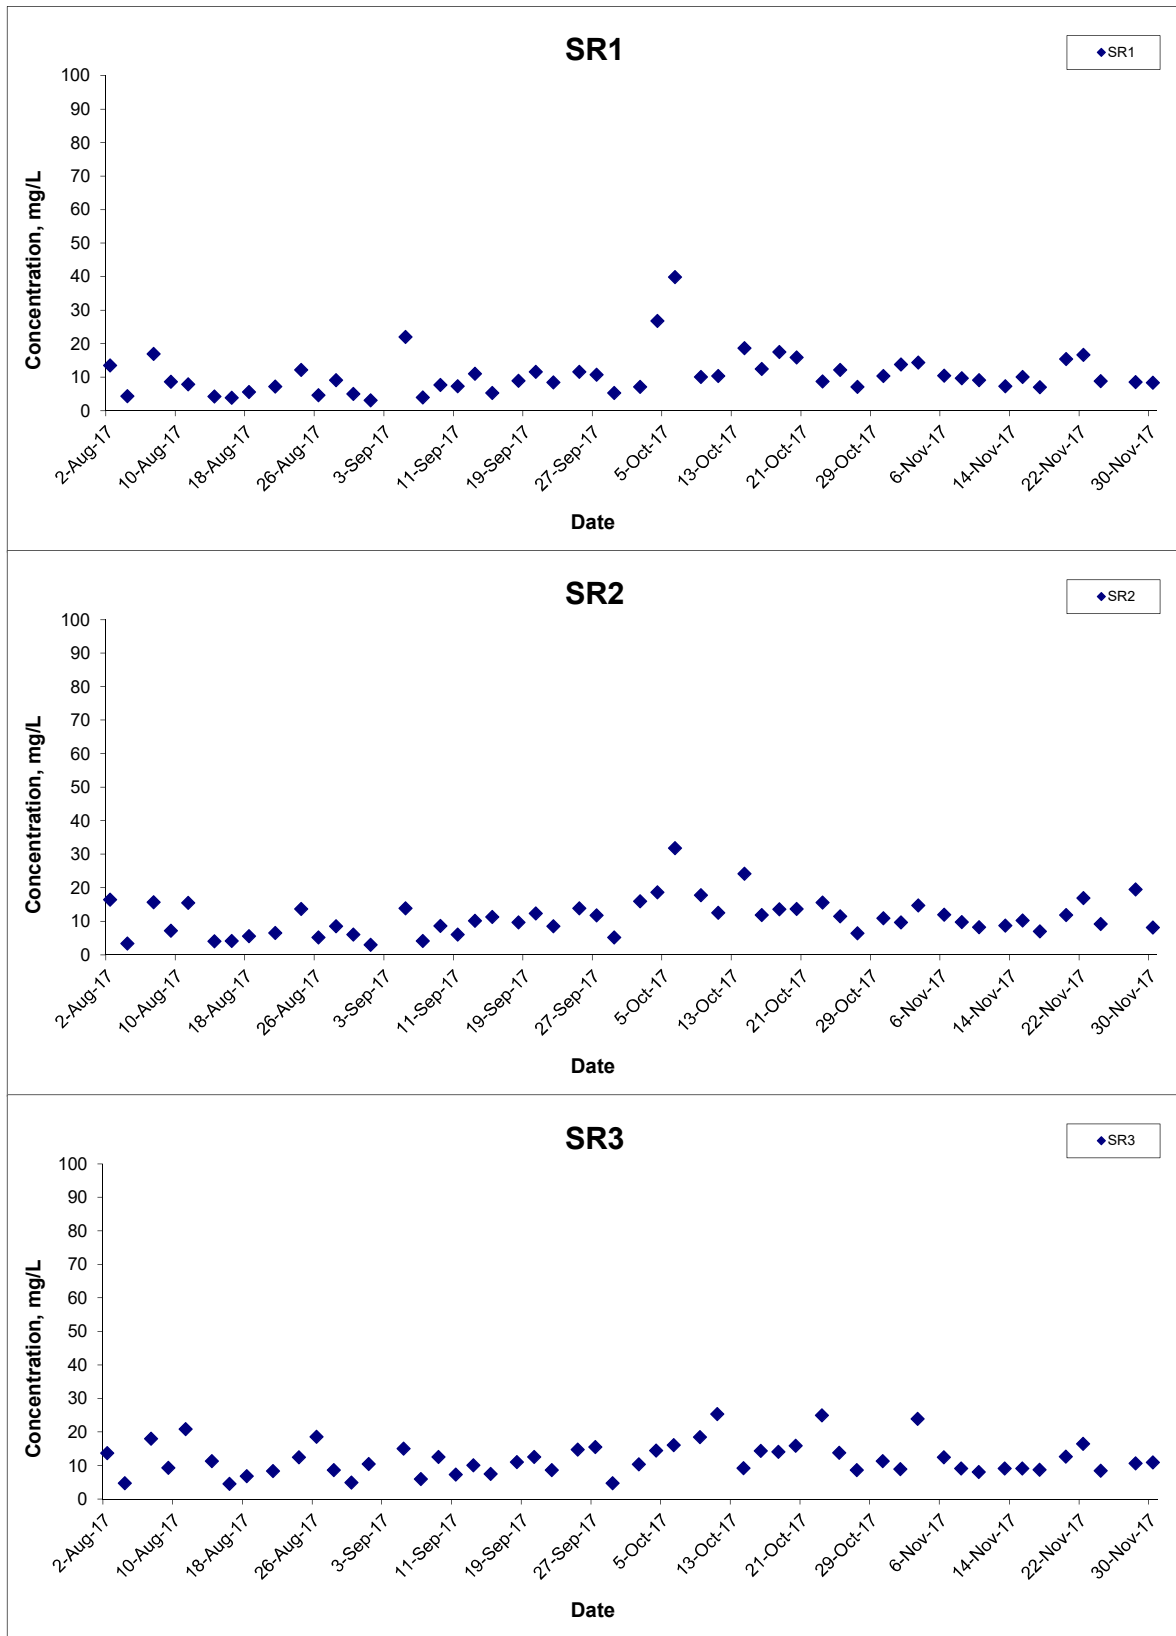 SR1
SR1
100
90
80
70
60
50
40
30
20
10
0
Concentration, mg/L
2-Aug-17
10-Aug-17
18-Aug-17
26-Aug-17
3-Sep-17
11-Sep-17
19-Sep-17
27-Sep-17
5-Oct-17
13-Oct-17
21-Oct-17
29-Oct-17
6-Nov-17
14-Nov-17
22-Nov-17
30-Nov-17
Date
SR2
SR2
100
90
80
70
60
50
40
30
20
10
0
Concentration, mg/L
2-Aug-17
10-Aug-17
18-Aug-17
26-Aug-17
3-Sep-17
11-Sep-17
19-Sep-17
27-Sep-17
5-Oct-17
13-Oct-17
21-Oct-17
29-Oct-17
6-Nov-17
14-Nov-17
22-Nov-17
30-Nov-17
Date
SR3
SR3
100
90
80
70
60
50
40
30
20
10
0
Concentration, mg/L
2-Aug-17
10-Aug-17
18-Aug-17
26-Aug-17
3-Sep-17
11-Sep-17
19-Sep-17
27-Sep-17
5-Oct-17
13-Oct-17
21-Oct-17
29-Oct-17
6-Nov-17
14-Nov-17
22-Nov-17
30-Nov-17
Date